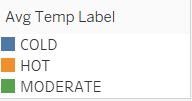 Avg Temp Label
COLD
HOT
MODERATE